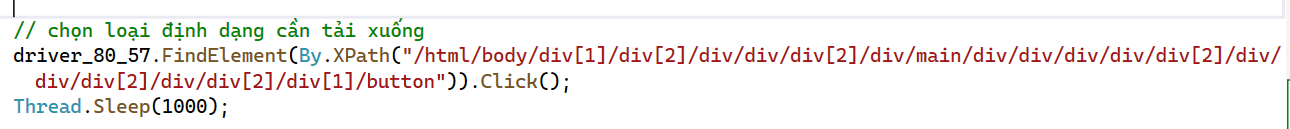 // chọn loại định dạng cần tải xuống
driver_80_57.FindElement(By.XPath("/html/body/div[1]/div[2]/div/div/div[2]/div/main/div/div/div/div/div[2]/div/
div/div[2]/div/div[2]/div[1]/button")).Click();
Thread.Sleep(1000);